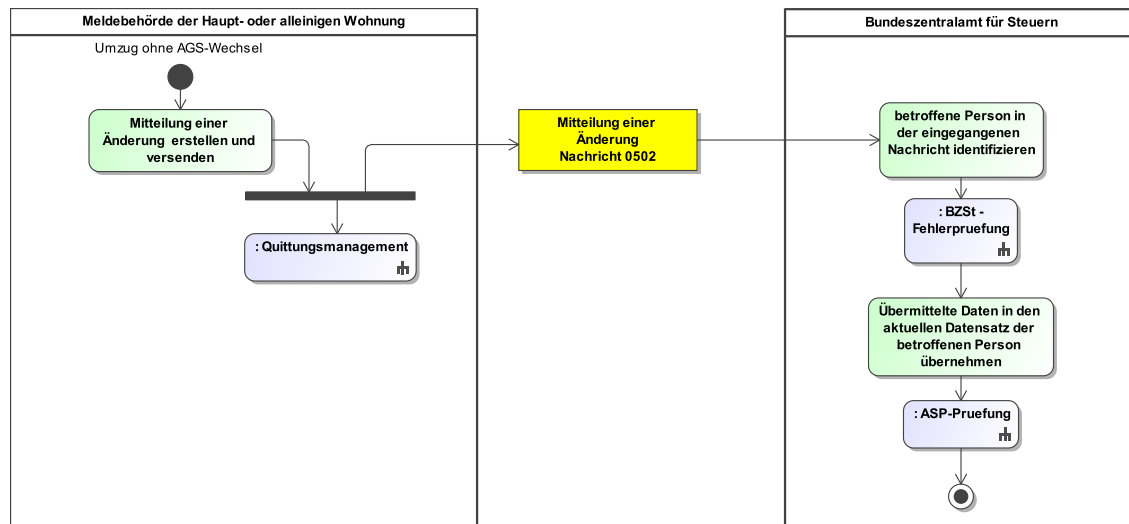 Meldebehörde der Haupt- oder alleinigen Wohnung
Umzug ohne AGS-Wechsel
Mitteilung einer
Änderung erstellen und
versenden
: Quittungsmanagement
Mitteilung einer
Änderung
Nachricht 0502
Bundeszentralamt für Steuern
betroffene Person in
der eingegangenen
Nachricht identifizieren
: BZSt -
Fehlerpruefung
Übermittelte Daten in den
aktuellen Datensatz der
betroffenen Person
übernehmen
: ASP-Pruefung